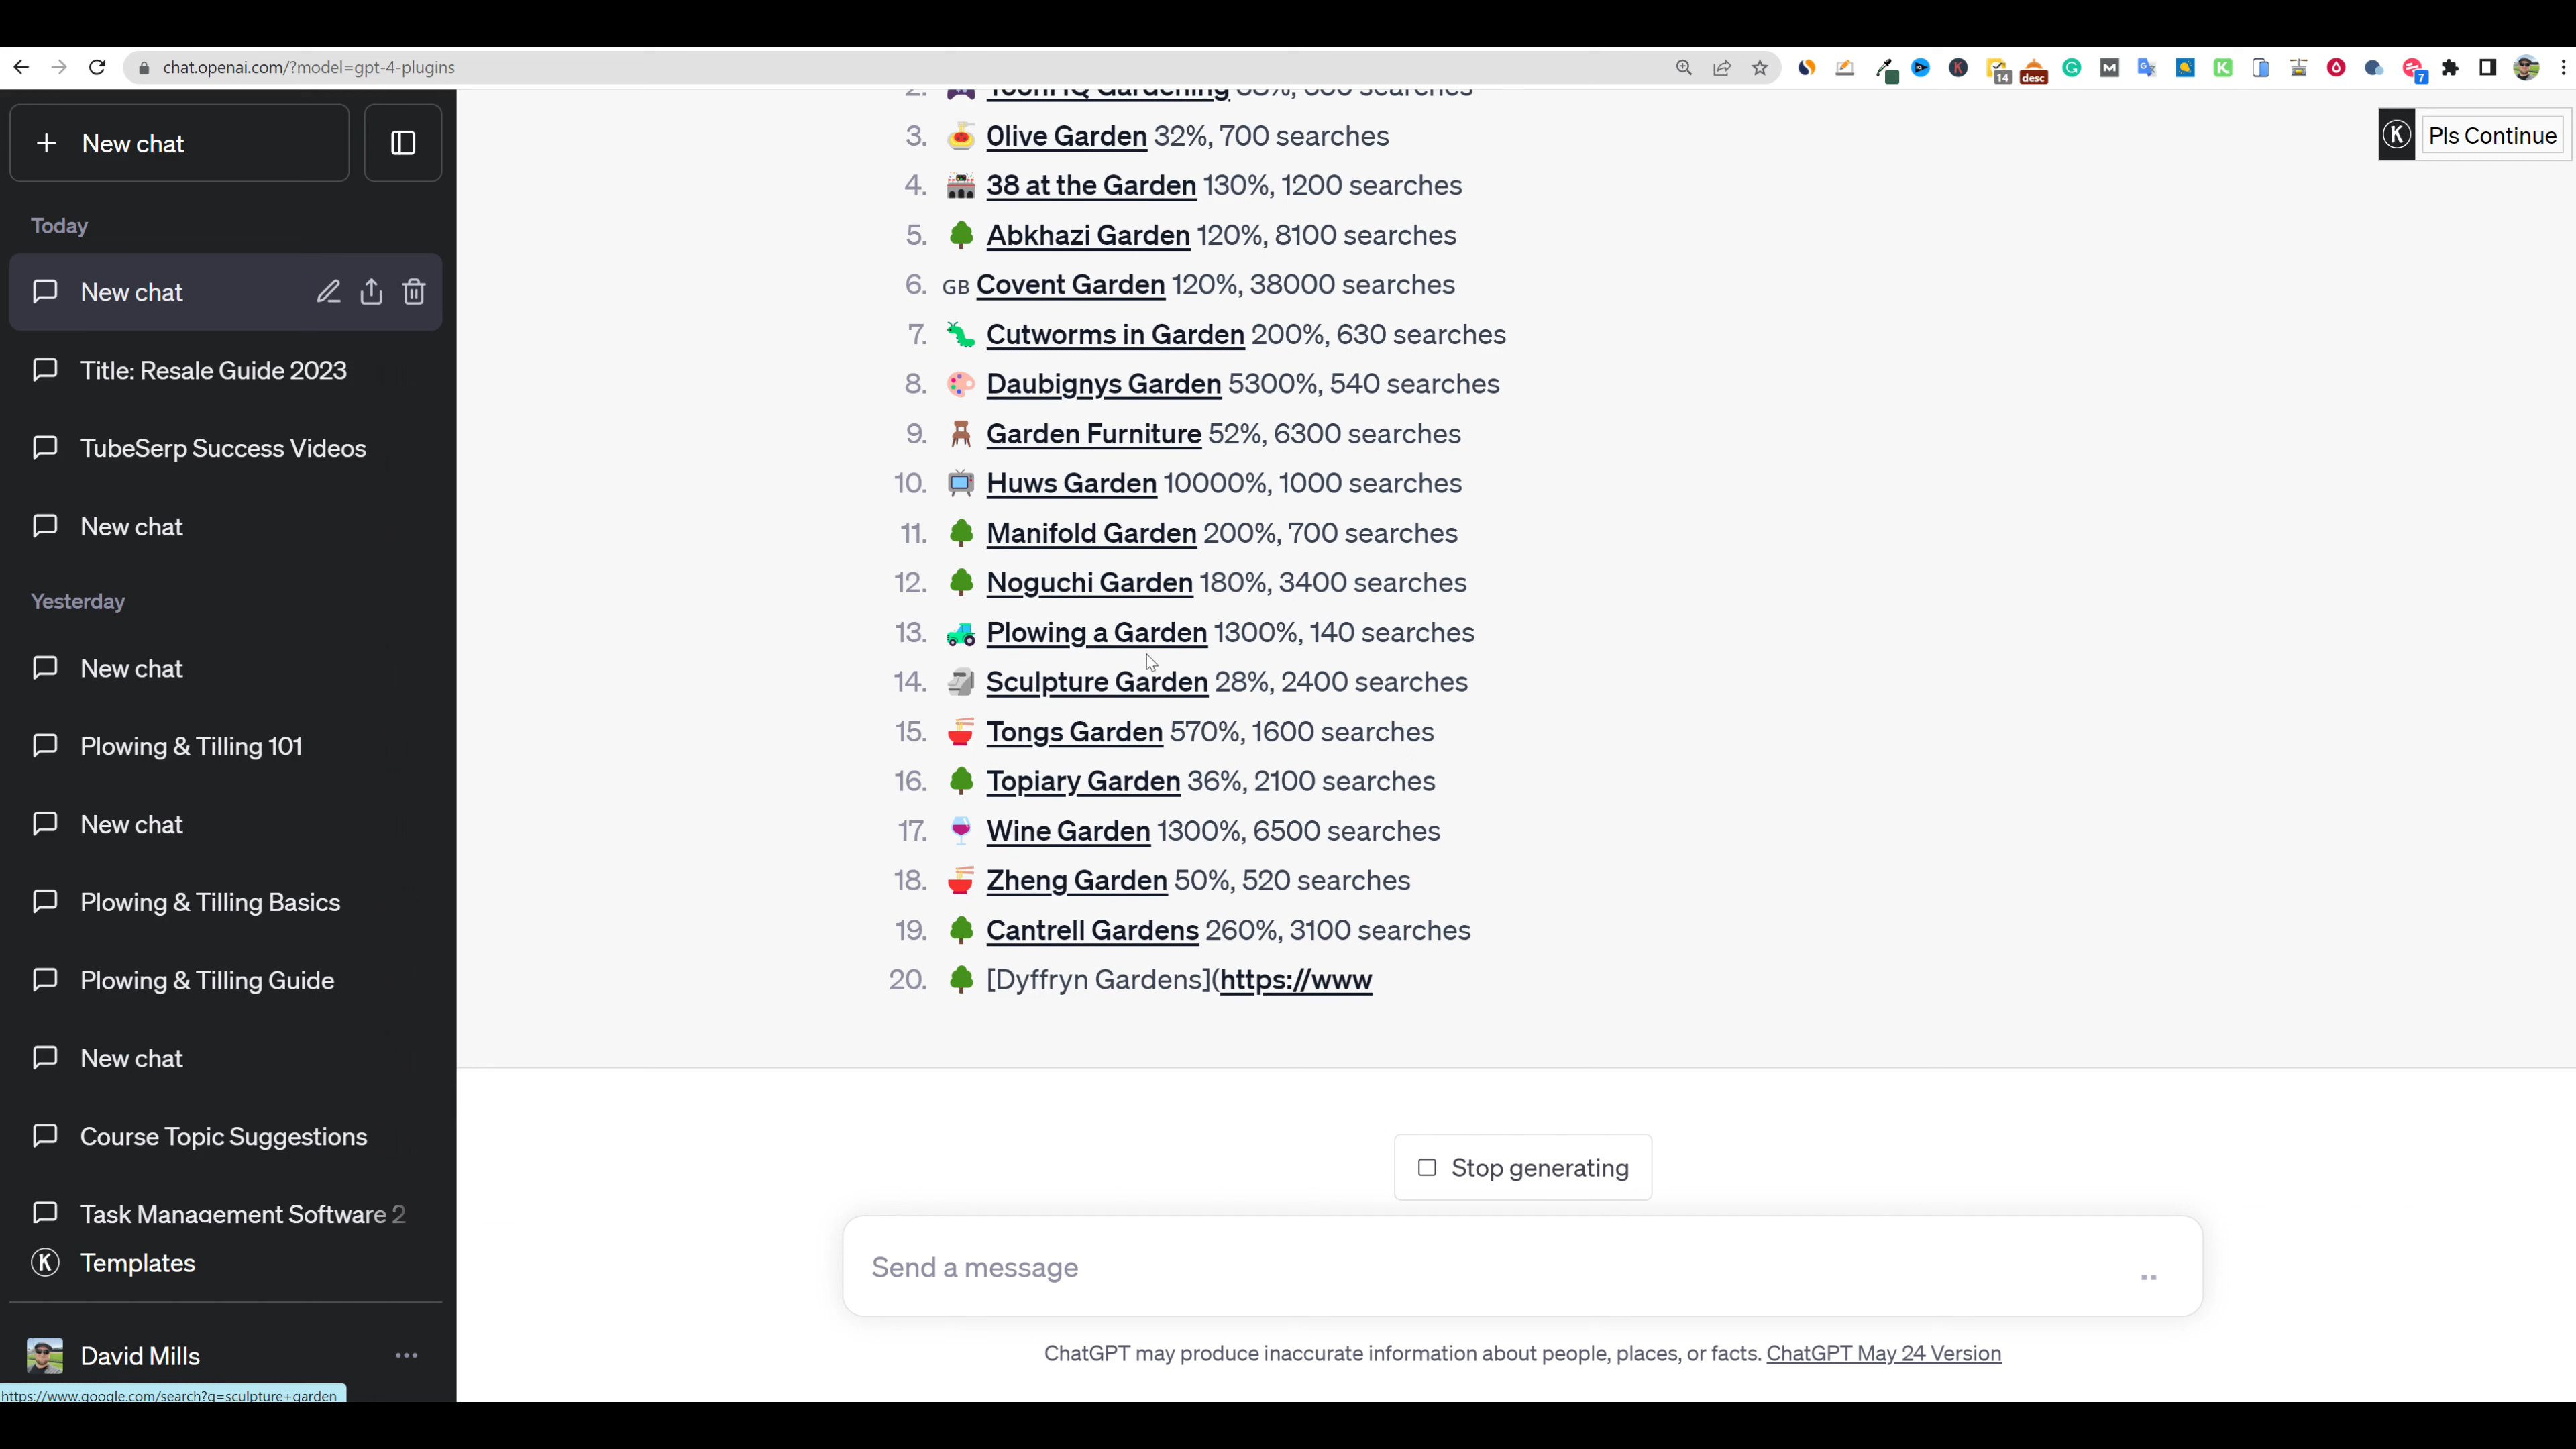 chat.openai.com/?model=gpt-4-plugins
14
desc
7
New chat
Today
New chat
Title: Resale Guide 2023
TubeSerp Success Videos
New chat
Yesterday
New chat
Plowing & Tilling 101
New chat
Plowing & Tilling Basics
Plowing & Tilling Guide
New chat
Course Topic Suggestions
Task Management Software 2
K Templates
David Mills
https://www.google.com/search?q=sculpture+garden
K Pls Continue
3. 0live Garden 32%, 700 searches
4. 38 at the Garden 130%, 1200 searches
5. Abkhazi Garden 120%, 8100 searches
6. GB Covent Garden 120%, 38000 searches
7. Cutworms in Garden 200%, 630 searches
8. Daubignys Garden 5300%, 540 searches
9. Garden Furniture 52%, 6300 searches
10. Huws Garden 10000%, 1000 searches
11. Manifold Garden 200%, 700 searches
12. Noguchi Garden 180%, 3400 searches
13. Plowing a Garden 1300%, 140 searches
14. Sculpture Garden 28%, 2400 searches
15. Tongs Garden 570%, 1600 searches
16. Topiary Garden 36%, 2100 searches
17. Wine Garden 1300%, 6500 searches
18. Zheng Garden 50%, 520 searches
19. Cantrell Gardens 260%, 3100 searches
20. [Dyffryn Gardens](https://www
Stop generating
Send a message
ChatGPT may produce inaccurate information about people, places, or facts. ChatGPT May 24 Version